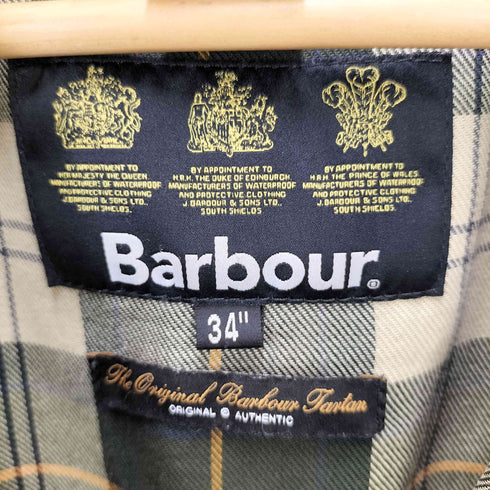 BY APPOINTMENT TO
HER MAJESTY THE QUEEN.
MANUFACTURERS OF WATERPROOF
AND PROTECTIVE CLOTHING
J.BARBOUR & SONS LTD.
SOUTH SHIELDS.
BY APPOINTMENT TO
H.R.H. THE DUKE OF EDINBURGH.
MANUFACTURERS OF WATERPROOF
AND PROTECTIVE CLOTHING
J.BARBOUR & SONS LTD.
SOUTH SHIELDS.
BY APPOINTMENT TO
H.R.H. THE PRINCE OF WALES.
MANUFACTURERS OF WATERPROOF
AND PROTECTIVE CLOTHING
J.BARBOUR & SONS LTD.
SOUTH SHIELDS.
Barbour®
34"
The Original Barbour Tartan
ORIGINAL & AUTHENTIC